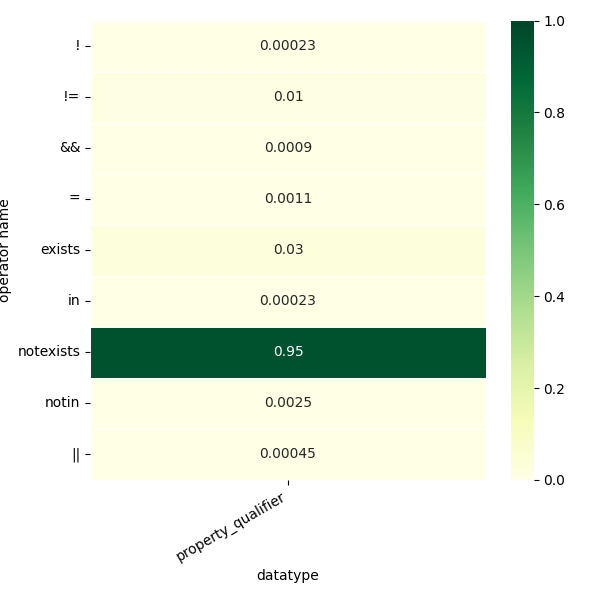 ! 0.00023
!= 0.01
&& 0.0009
= 0.0011
exists 0.03
in 0.00023
notexists 0.95
notin 0.0025
|| 0.00045
operator name
property_qualifier
datatype
1.0
0.8
0.6
0.4
0.2
0.0